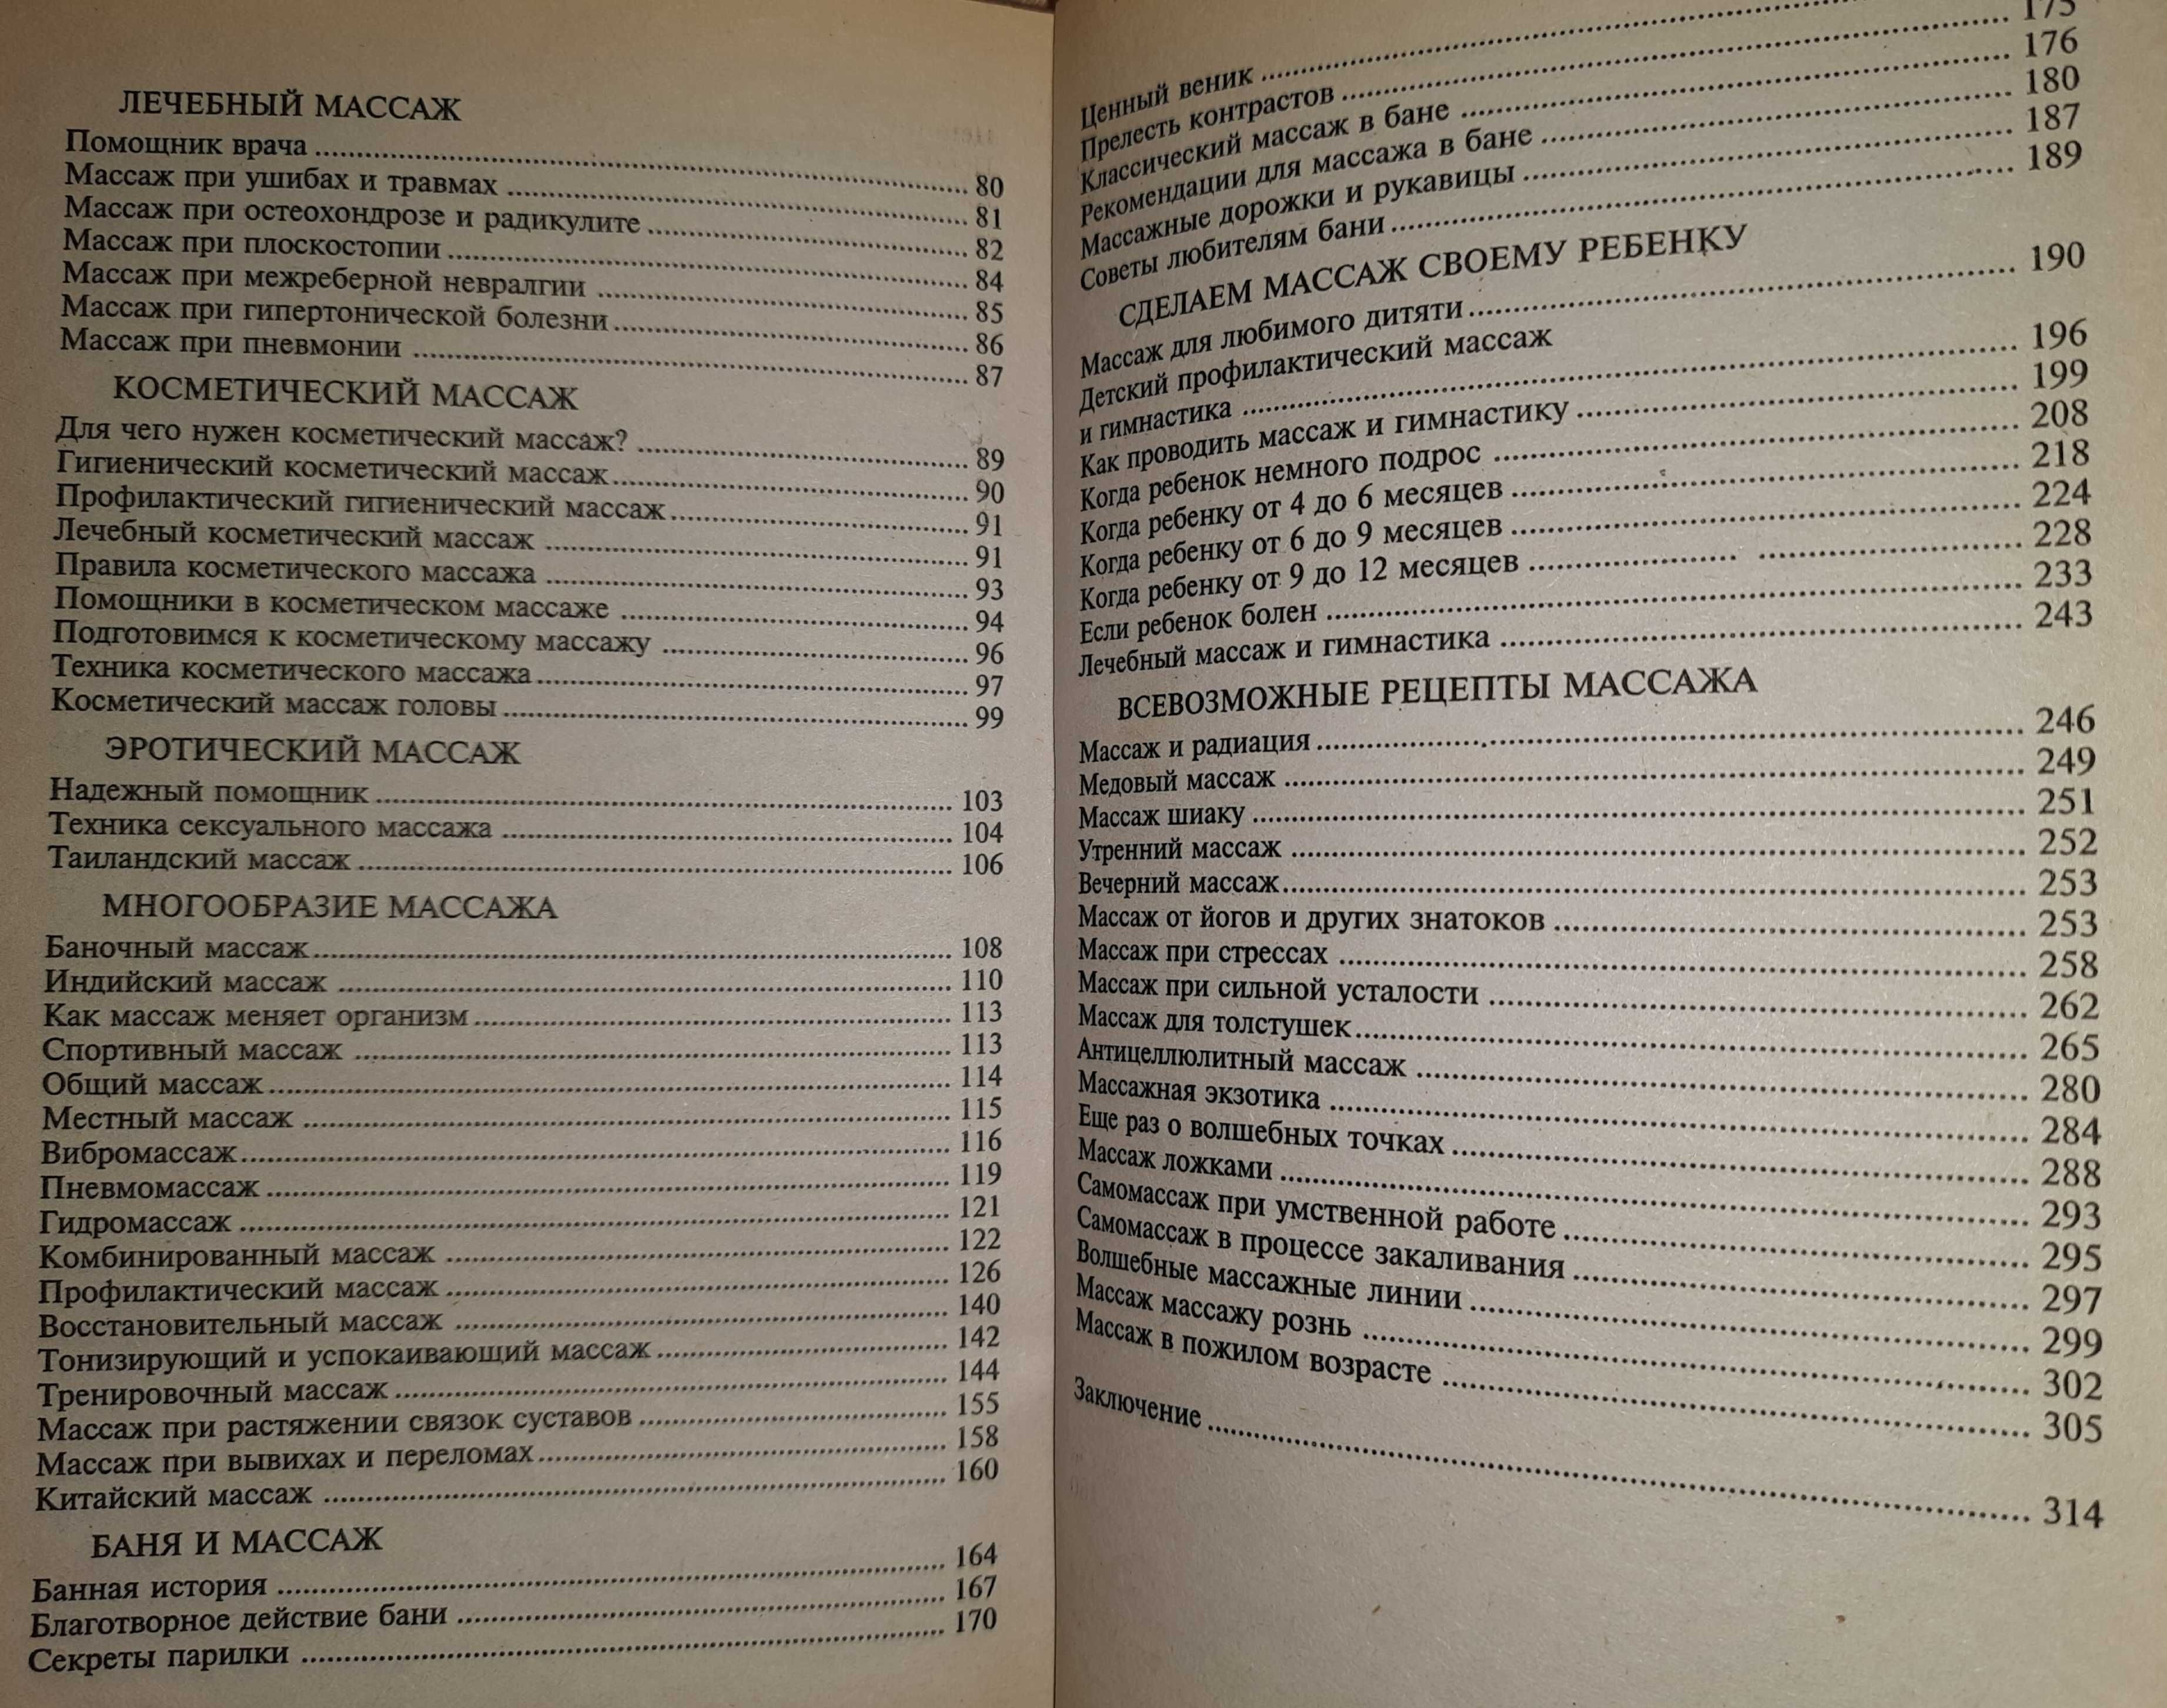 ЛЕЧЕБНЫЙ МАССАЖ
Помощник врача ........ 80
Массаж при ушибах и травмах ........ 81
Массаж при остеохондрозе и радикулите ........ 82
Массаж при плоскостопии ........ 84
Массаж при межреберной невралгии ........ 85
Массаж при гипертонической болезни ........ 86
Массаж при пневмонии ........ 87
КОСМЕТИЧЕСКИЙ МАССАЖ
Для чего нужен косметический массаж? ........ 89
Гигиенический косметический массаж ........ 90
Профилактический гигиенический массаж ........ 91
Лечебный косметический массаж ........ 91
Правила косметического массажа ........ 93
Помощники в косметическом массаже ........ 94
Подготовимся к косметическому массажу ........ 96
Техника косметического массажа ........ 97
Косметический массаж головы ........ 99
ЭРОТИЧЕСКИЙ МАССАЖ
Надежный помощник ........ 103
Техника сексуального массажа ........ 104
Таиландский массаж ........ 106
МНОГООБРАЗИЕ МАССАЖА
Баночный массаж ........ 108
Индийский массаж ........ 110
Как массаж меняет организм ........ 113
Спортивный массаж ........ 113
Общий массаж ........ 114
Местный массаж ........ 115
Вибромассаж ........ 116
Пневмомассаж ........ 119
Гидромассаж ........ 121
Комбинированный массаж ........ 122
Профилактический массаж ........ 126
Восстановительный массаж ........ 140
Тонизирующий и успокаивающий массаж ........ 142
Тренировочный массаж ........ 144
Массаж при растяжении связок суставов ........ 155
Массаж при вывихах и переломах ........ 158
Китайский массаж ........ 160
БАНЯ И МАССАЖ
Банная история ........ 164
Благотворное действие бани ........ 167
Секреты парилки ........ 170
Ценный веник ........
Прелесть контрастов ........ 175
Классический массаж в бане ........ 176
Рекомендации для массажа в бане ........ 180
Массажные дорожки и рукавицы ........ 187
Советы любителям бани ........ 189
СДЕЛАЕМ МАССАЖ СВОЕМУ РЕБЕНКУ
Массаж для любимого дитяти ........ 190
Детский профилактический массаж
и гимнастика ........ 196
Как проводить массаж и гимнастику ........ 199
Когда ребенок немного подрос ........ 208
Когда ребенку от 4 до 6 месяцев ........ 218
Когда ребенку от 6 до 9 месяцев ........ 224
Когда ребенку от 9 до 12 месяцев ........ 228
Если ребенок болен ........ 233
Лечебный массаж и гимнастика ........ 243
ВСЕВОЗМОЖНЫЕ РЕЦЕПТЫ МАССАЖА
Массаж и радиация ........ 246
Медовый массаж ........ 249
Массаж шиаку ........ 251
Утренний массаж ........ 252
Вечерний массаж ........ 253
Массаж от йогов и других знатоков ........ 253
Массаж при стрессах ........ 258
Массаж при сильной усталости ........ 262
Массаж для толстушек ........ 265
Антицеллюлитный массаж ........ 280
Массажная экзотика ........ 284
Еще раз о волшебных точках ........ 288
Массаж ложками ........ 293
Самомассаж при умственной работе ........ 295
Самомассаж в процессе закаливания ........ 297
Волшебные массажные линии ........ 299
Массаж массажу рознь ........ 302
Массаж в пожилом возрасте ........ 305
Заключение ........ 314